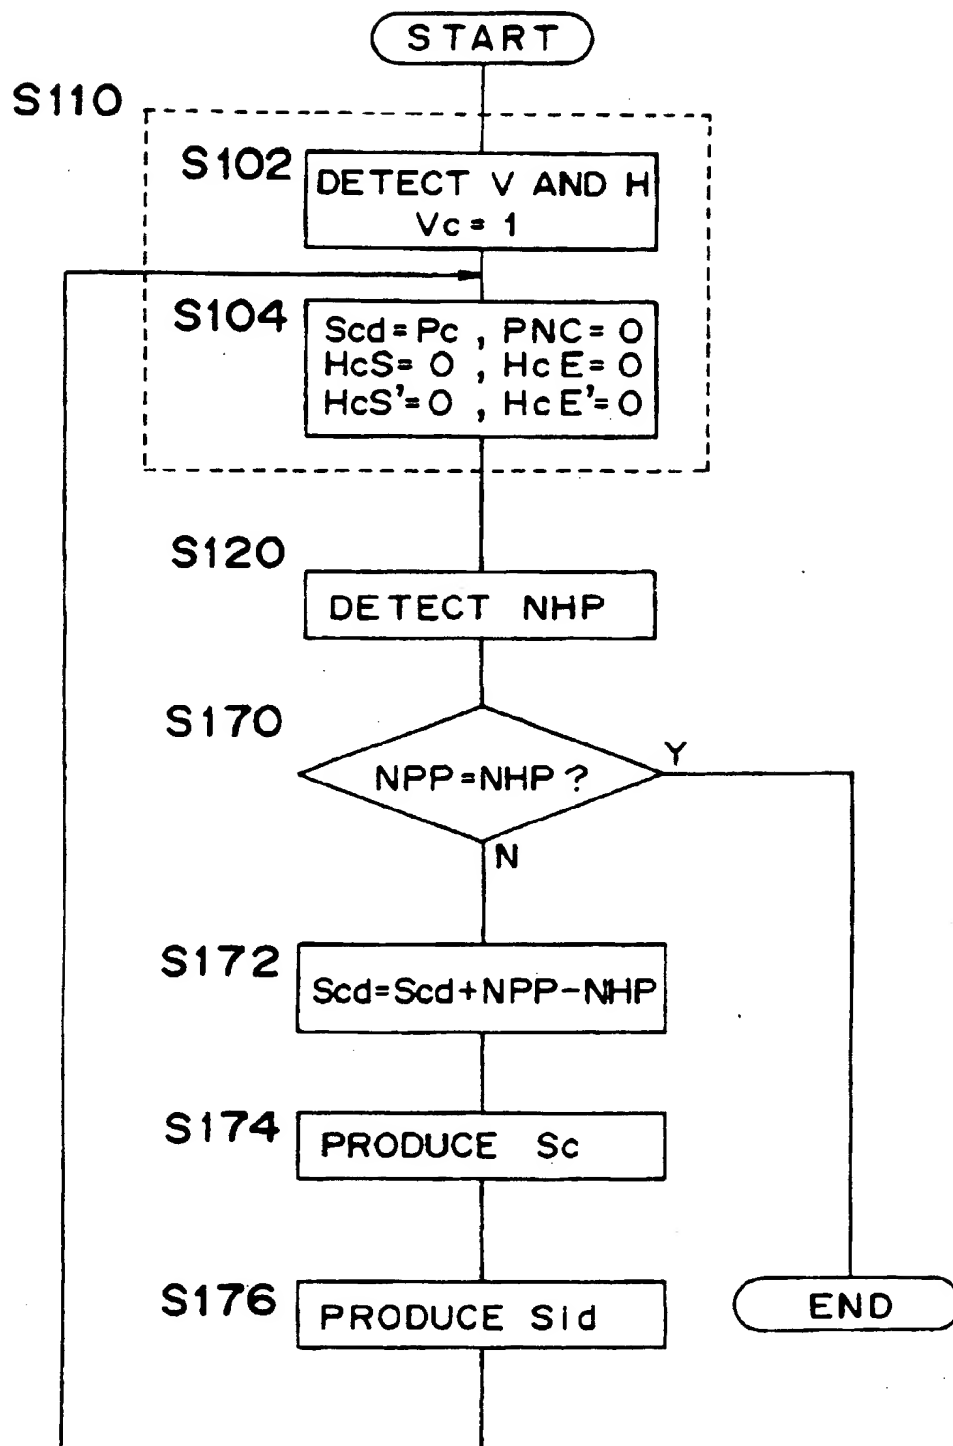 START
S110
S102
DETECT V AND H
Vc = 1
S104
Scd = Pc , PNC = 0
HcS = 0 , HcE = 0
HcS' = 0 , HcE' = 0
S120
DETECT NHP
S170
NPP = NHP ?
Y
N
S172
Scd = Scd + NPP - NHP
S174
PRODUCE Sc
S176
PRODUCE Sid
END